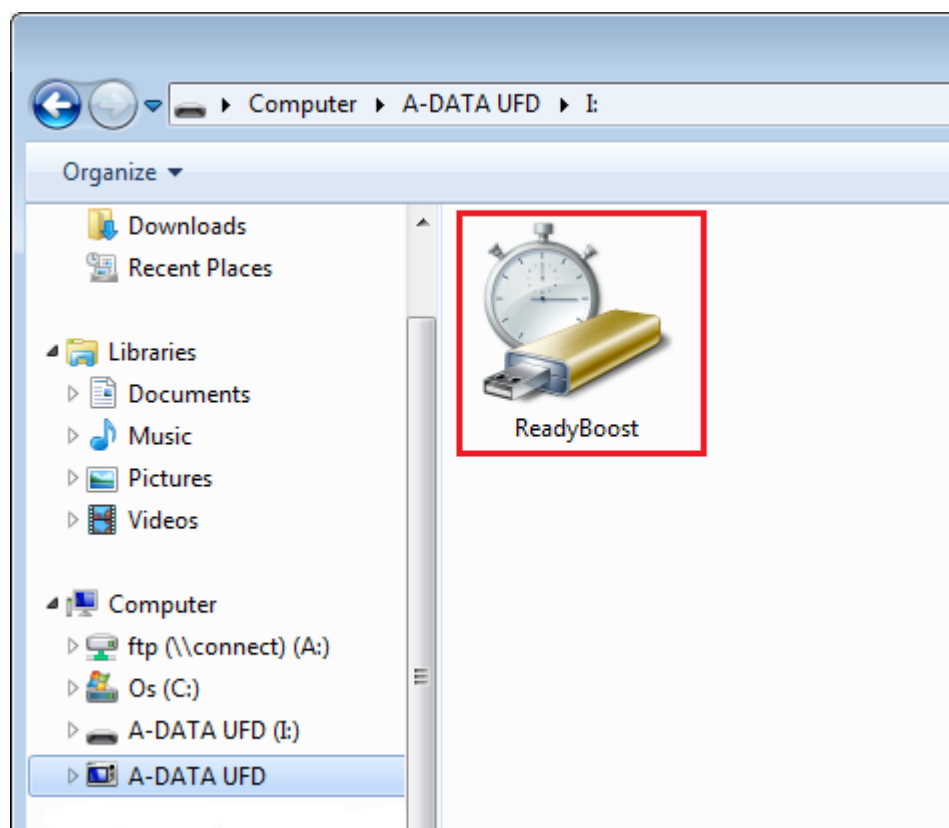 Computer A-DATA UFD I:
Organize
Downloads
Recent Places
Libraries
Documents
Music
Pictures
Videos
Computer
ftp (\\connect) (A:)
Os (C:)
A-DATA UFD (I:)
A-DATA UFD
ReadyBoost